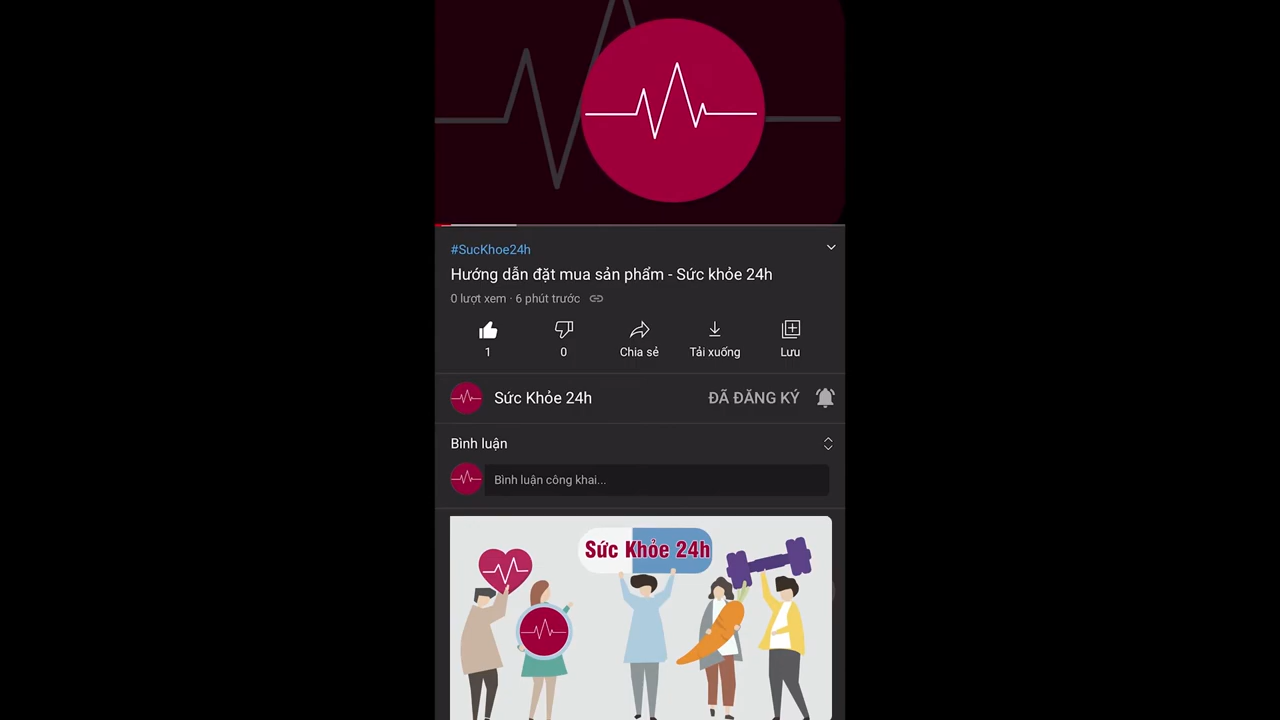 #SucKhoe24h
Hướng dẫn đặt mua sản phẩm - Sức khỏe 24h
0 lượt xem · 6 phút trước
1
0
Chia sẻ
Tải xuống
Lưu
Sức Khỏe 24h
ĐÃ ĐĂNG KÝ
Bình luận
Bình luận công khai...
Sức Khỏe 24h